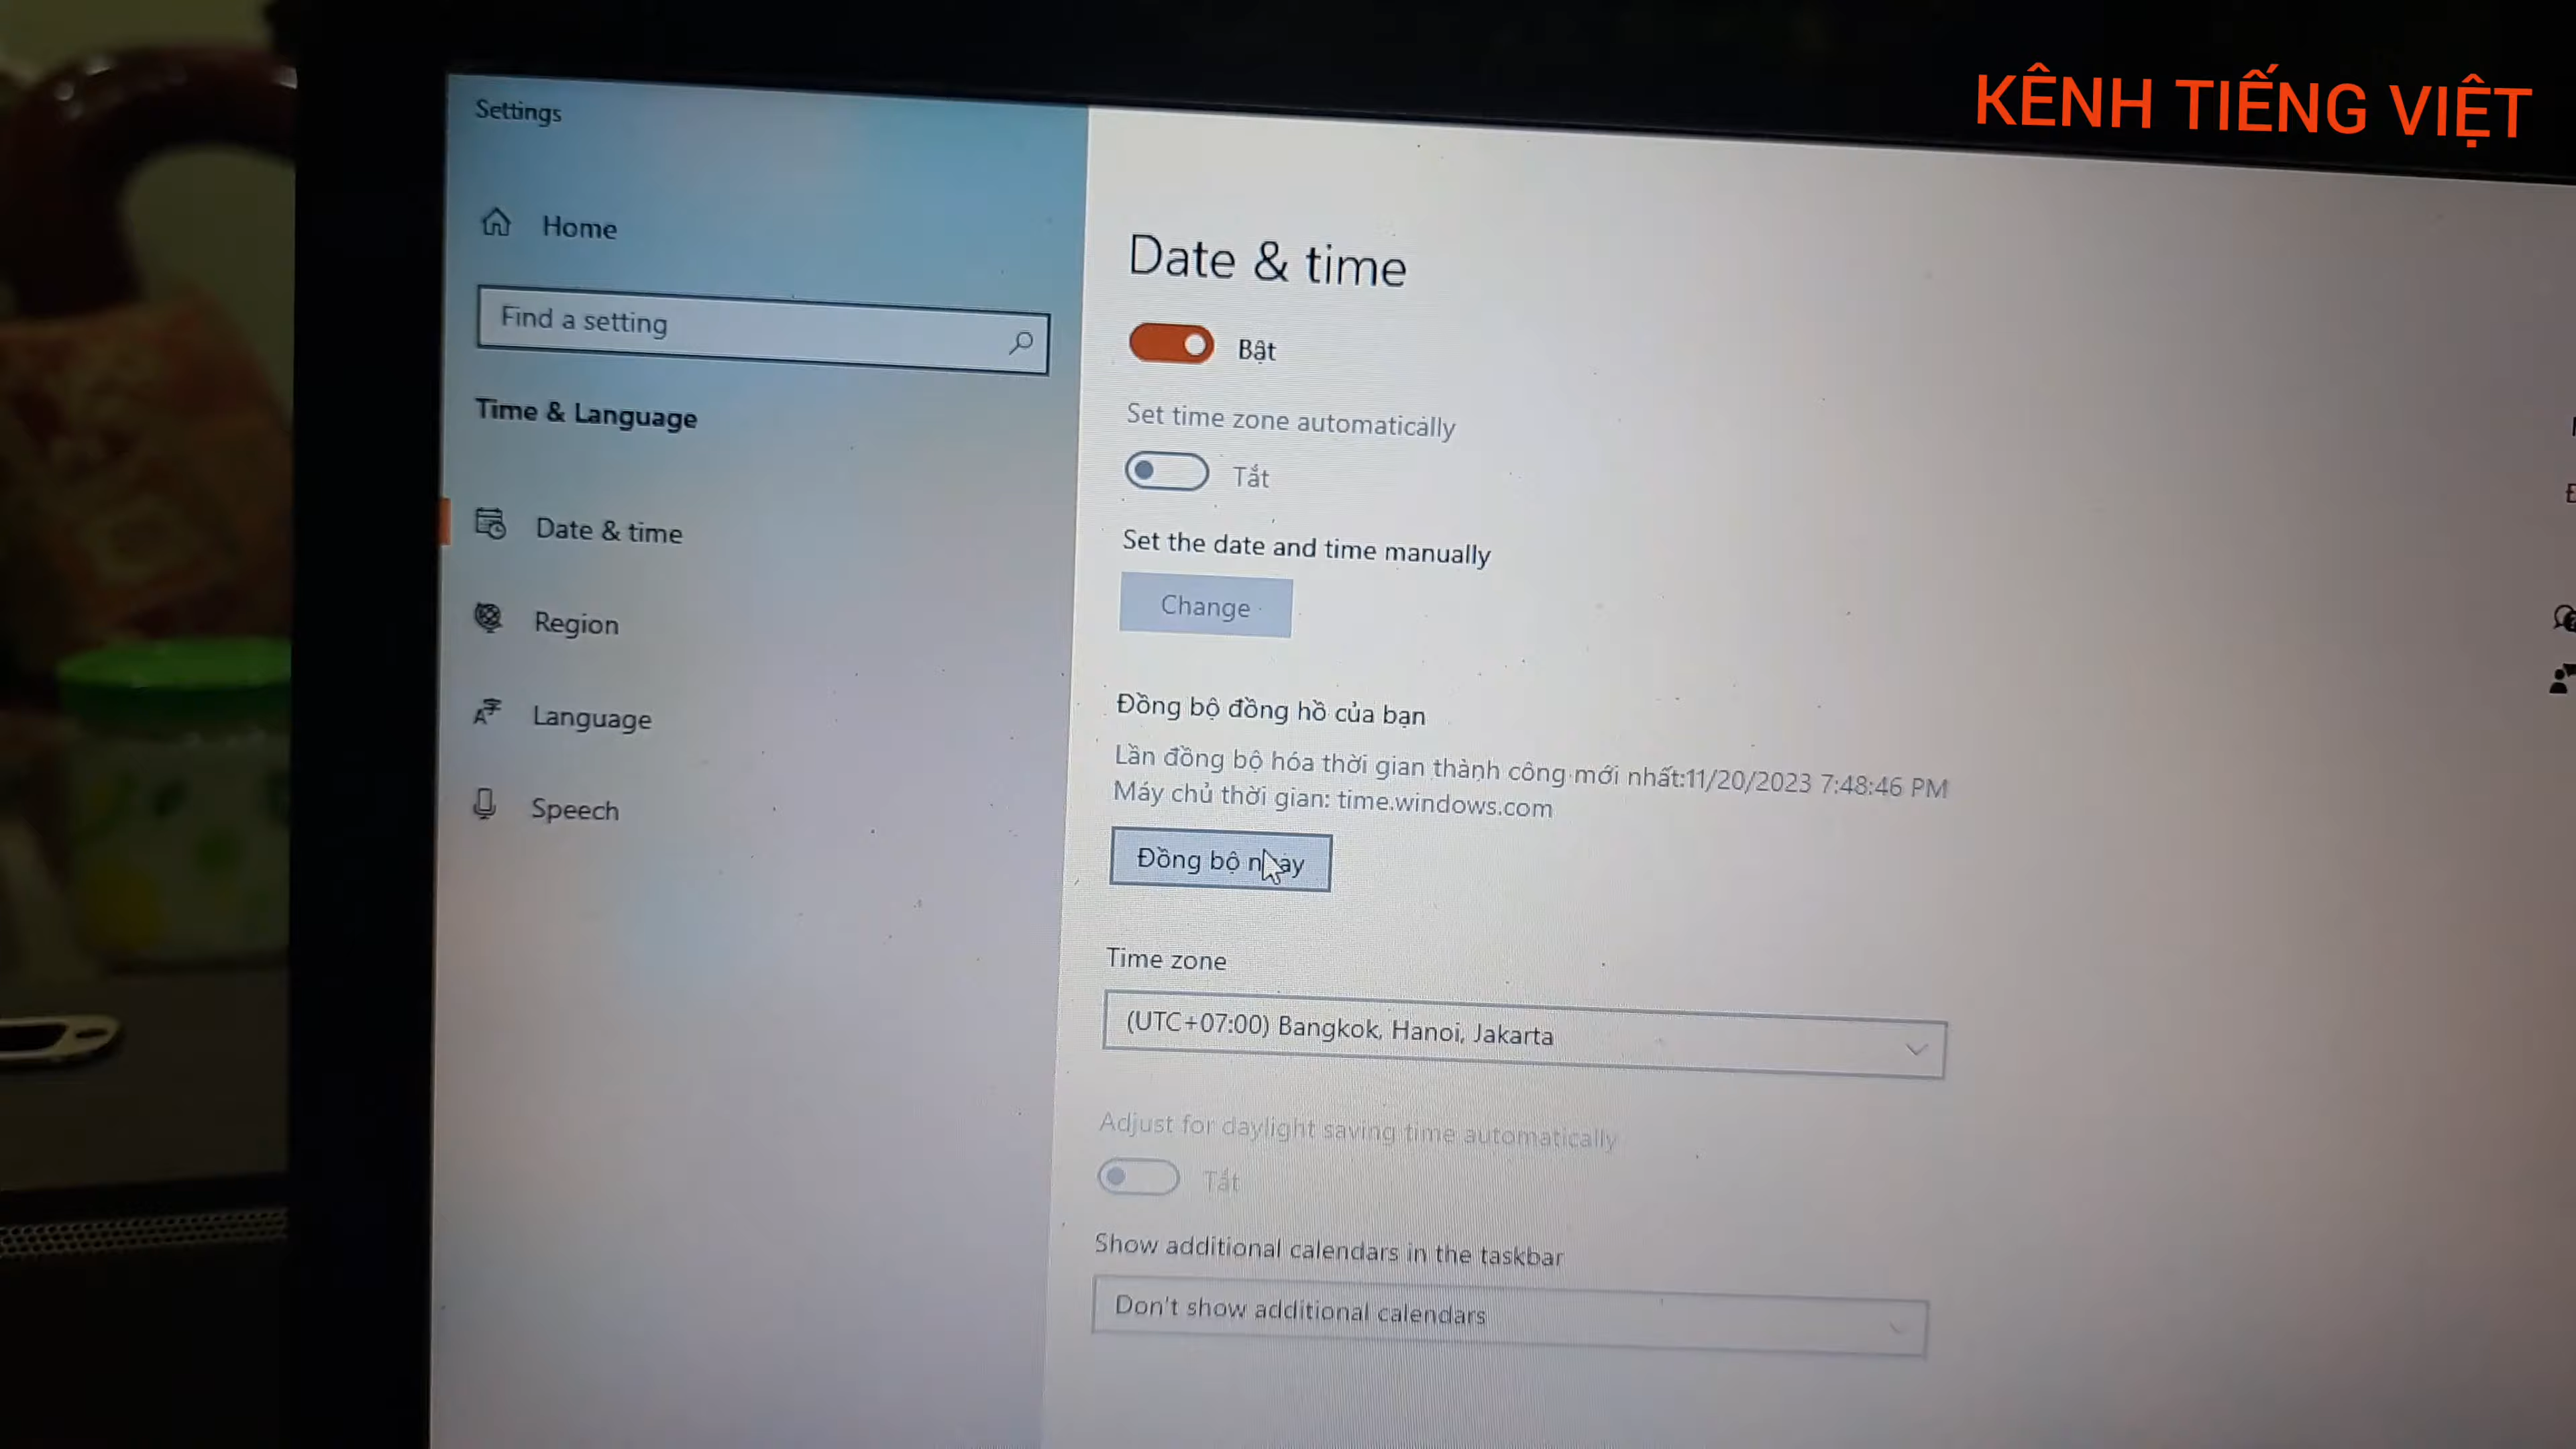 KÊNH TIẾNG VIỆT
Settings
Home
Find a setting
Time & Language
Date & time
Region
Language
Speech
Date & time
Bật
Set time zone automatically
Tắt
Set the date and time manually
Change
Đồng bộ đồng hồ của bạn
Lần đồng bộ hóa thời gian thành công mới nhất:11/20/2023 7:48:46 PM
Máy chủ thời gian: time.windows.com
Đồng bộ ngay
Time zone
(UTC+07:00) Bangkok, Hanoi, Jakarta
Adjust for daylight saving time automatically
Tắt
Show additional calendars in the taskbar
Don't show additional calendars